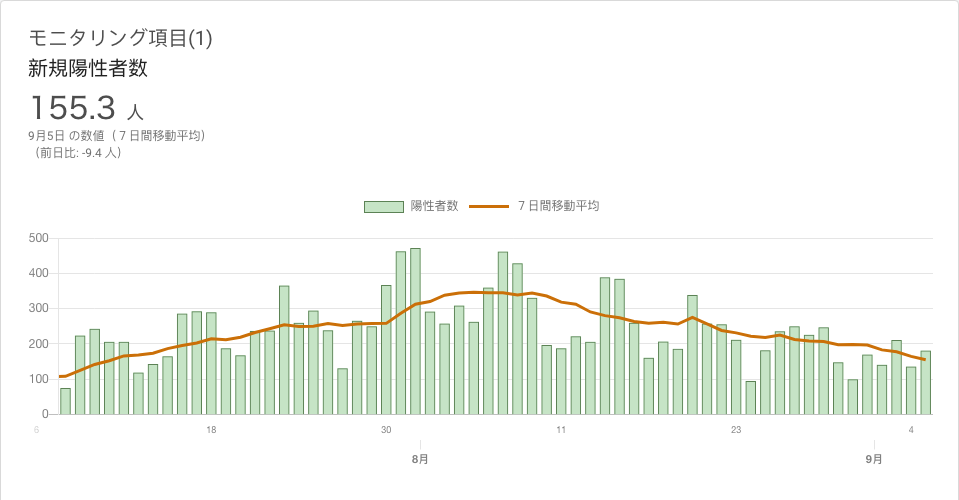 モニタリング項目(1)
新規陽性者数
155.3 人
9月5日 の数値（７日間移動平均）
（前日比: -9.4 人）
陽性者数 ７日間移動平均
500
400
300
200
100
0
6 18 30 11 23 4
8月 9月